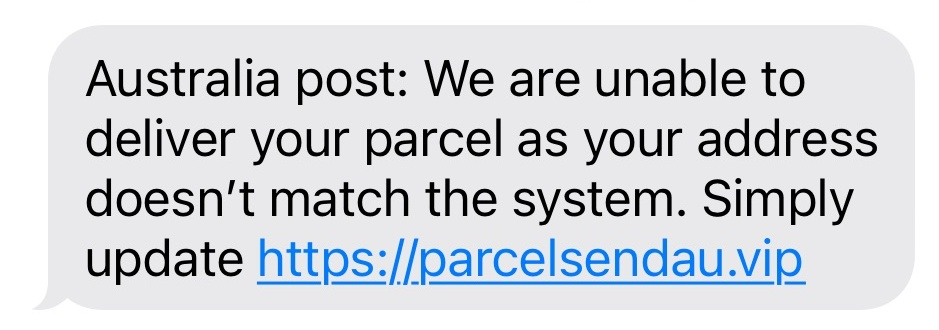 Australia post: We are unable to
deliver your parcel as your address
doesn’t match the system. Simply
update https://parcelsendau.vip